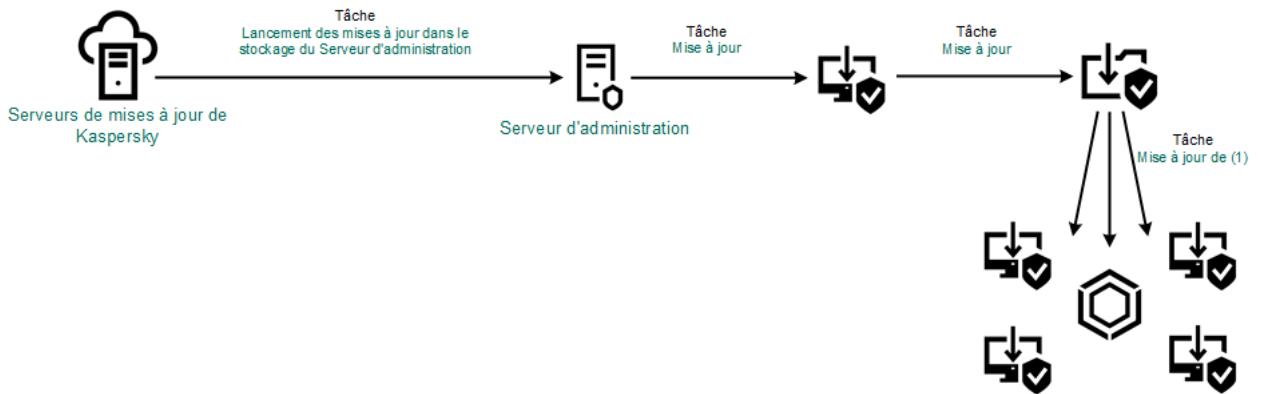 Tâche
Lancement des mises à jour dans le
stockage du Serveur d'administration
Tâche
Mise à jour
Tâche
Mise à jour
Serveurs de mises à jour de
Kaspersky
Serveur d'administration
Tâche
Mise à jour de (1)